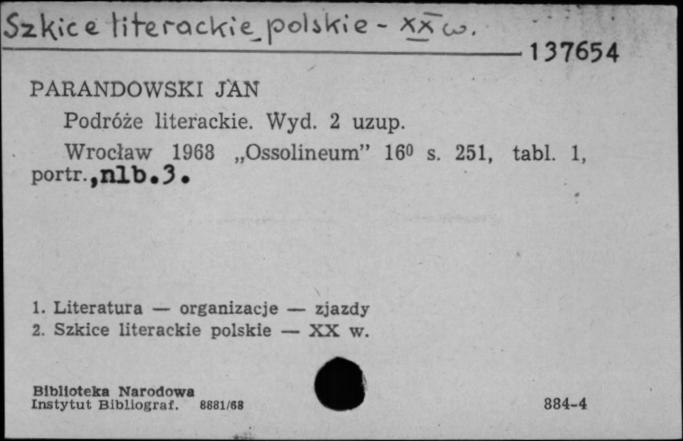 Szkice literackie polskie - XX w.
137654
PARANDOWSKI JAN
Podróże literackie. Wyd. 2 uzup.
Wrocław 1968 „Ossolineum” 16⁰ s. 251, tabl. 1,
portr.,nlb.3.
1. Literatura — organizacje — zjazdy
2. Szkice literackie polskie — XX w.
Biblioteka Narodowa
Instytut Bibliograf. 8881/68
884-4